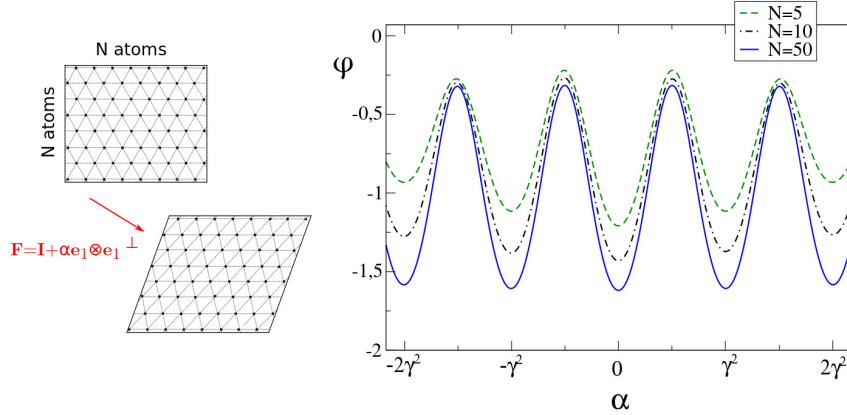 N atoms
N atoms
F=I+αe₁⊗e₁ ⊥
N=5
N=10
N=50
φ
0
-0,5
-1
-1,5
-2
-2γ² -γ² 0 γ² 2γ²
α